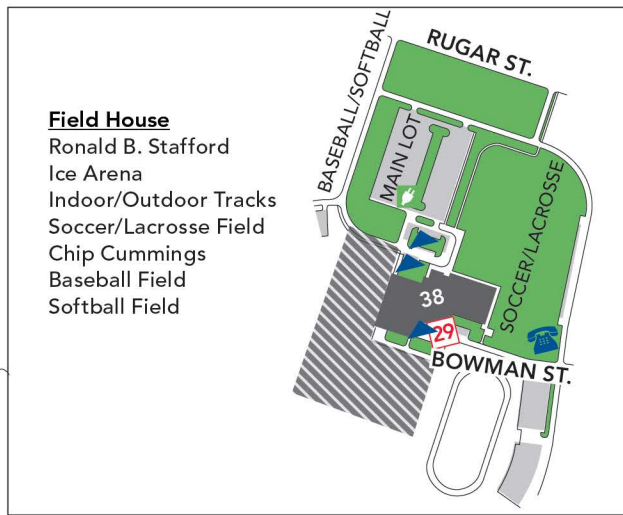 Field House
Ronald B. Stafford
Ice Arena
Indoor/Outdoor Tracks
Soccer/Lacrosse Field
Chip Cummings
Baseball Field
Softball Field
BASEBALL/SOFTBALL
RUGAR ST.
MAIN LOT
SOCCER/LACROSSE
38
29
BOWMAN ST.